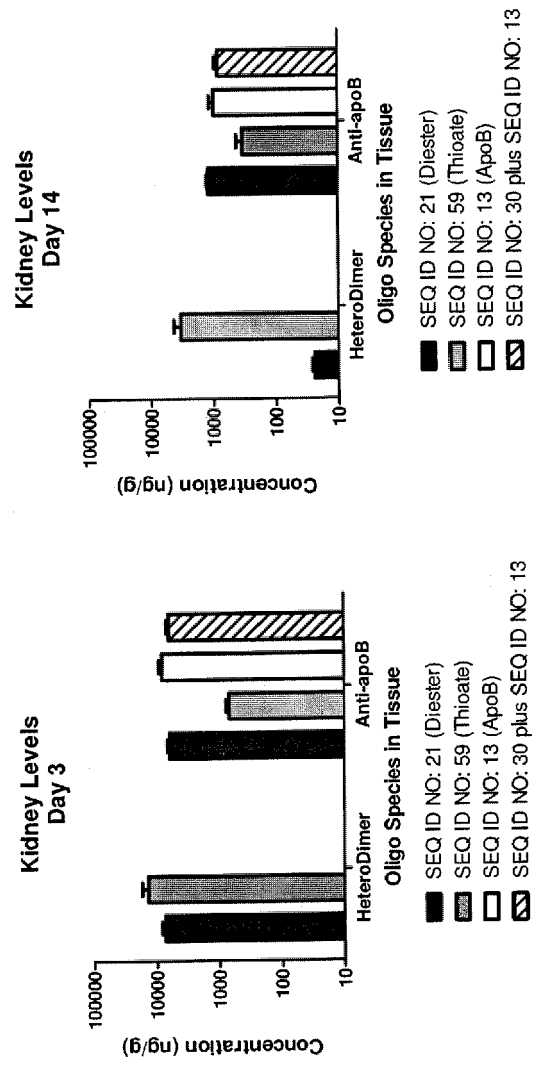 Kidney Levels
Day 3
Concentration (ng/g)
100000
10000
1000
100
10
HeteroDimer
Anti-apoB
Oligo Species in Tissue
SEQ ID NO: 21 (Diester)
SEQ ID NO: 59 (Thioate)
SEQ ID NO: 13 (ApoB)
SEQ ID NO: 30 plus SEQ ID NO: 13
Kidney Levels
Day 14
Concentration (ng/g)
100000
10000
1000
100
10
HeteroDimer
Anti-apoB
Oligo Species in Tissue
SEQ ID NO: 21 (Diester)
SEQ ID NO: 59 (Thioate)
SEQ ID NO: 13 (ApoB)
SEQ ID NO: 30 plus SEQ ID NO: 13